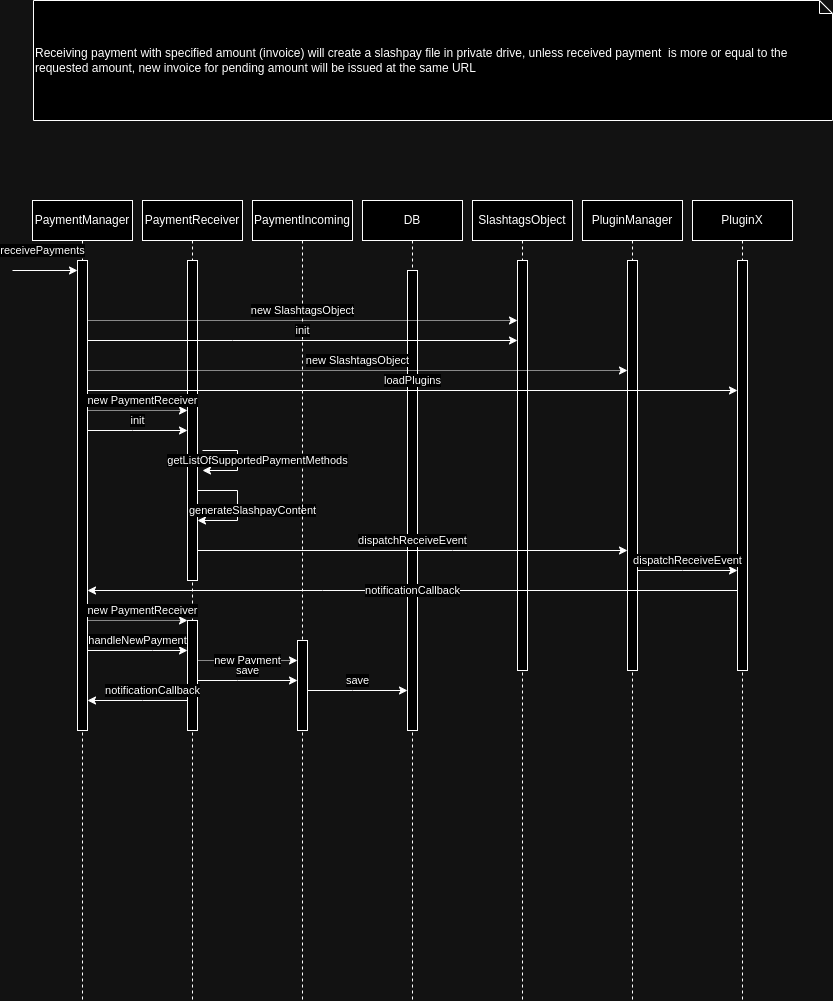 Receiving payment with specified amount (invoice) will create a slashpay file in private drive, unless received payment  is more or equal to the
requested amount, new invoice for pending amount will be issued at the same URL
PaymentManager
PaymentReceiver
PaymentIncoming
DB
SlashtagsObject
PluginManager
PluginX
receivePayments
new SlashtagsObject
init
new SlashtagsObject
loadPlugins
new PaymentReceiver
init
getListOfSupportedPaymentMethods
generateSlashpayContent
dispatchReceiveEvent
dispatchReceiveEvent
notificationCallback
new PaymentReceiver
handleNewPayment
new Payment
save
save
notificationCallback